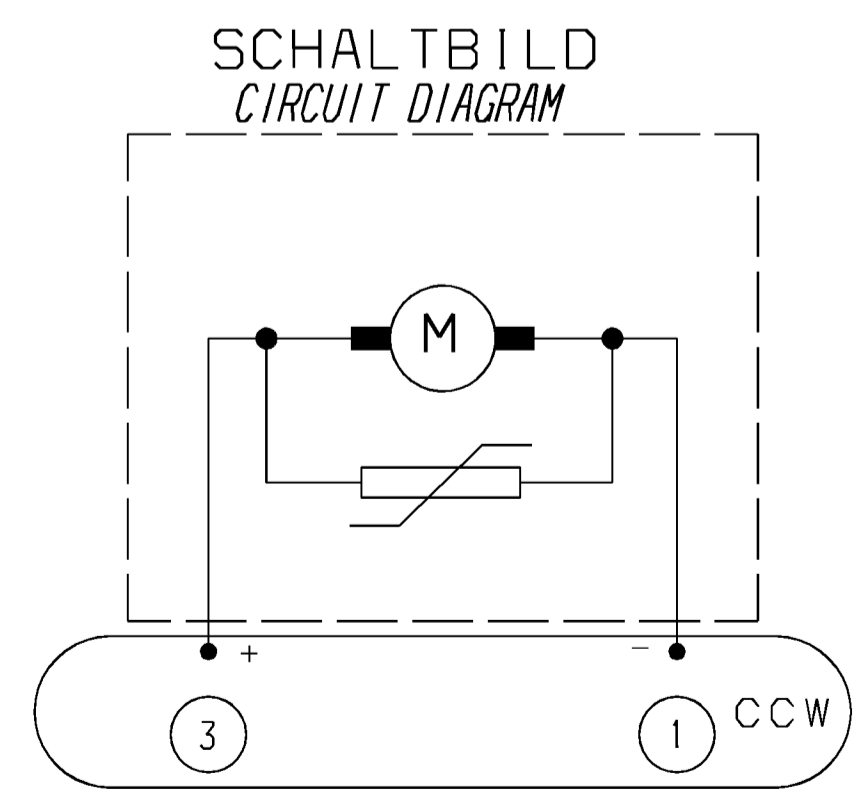 SCHALTBILD
CIRCUIT DIAGRAM
M
+ −
3 1 CCW